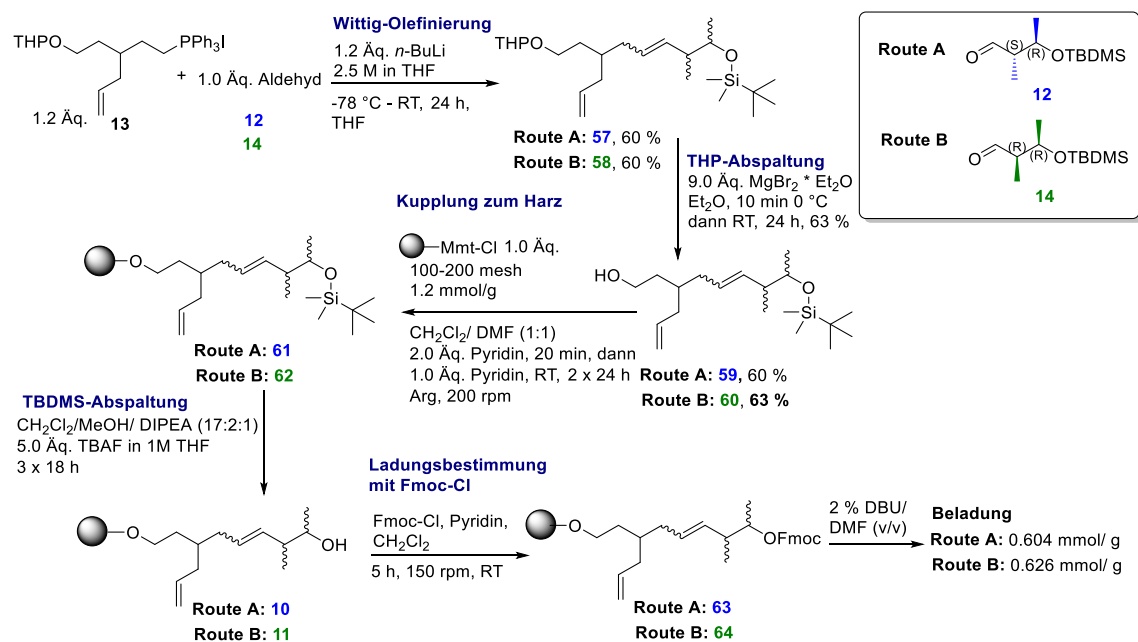 THPO
PPh3I
+
1.2 Äq.
13
1.0 Äq. Aldehyd
12
14
Wittig-Olefinierung
1.2 Äq. n-BuLi
2.5 M in THF
-78 °C - RT, 24 h,
THF
THPO
O
Si
Route A: 57, 60 %
Route B: 58, 60 %
Route A
O
(S)
(R)
OTBDMS
12
Route B
O
(R)
(R)
OTBDMS
14
THP-Abspaltung
9.0 Äq. MgBr2 * Et2O
Et2O, 10 min 0 °C
dann RT, 24 h, 63 %
HO
O
Si
Route A: 59, 60 %
Route B: 60, 63 %
Kupplung zum Harz
Mmt-Cl 1.0 Äq.
100-200 mesh
1.2 mmol/g
CH2Cl2/ DMF (1:1)
2.0 Äq. Pyridin, 20 min, dann
1.0 Äq. Pyridin, RT, 2 x 24 h
Arg, 200 rpm
O
O
Si
Route A: 61
Route B: 62
TBDMS-Abspaltung
CH2Cl2/MeOH/ DIPEA (17:2:1)
5.0 Äq. TBAF in 1M THF
3 x 18 h
O
OH
Route A: 10
Route B: 11
Ladungsbestimmung
mit Fmoc-Cl
Fmoc-Cl, Pyridin,
CH2Cl2
5 h, 150 rpm, RT
O
OFmoc
Route A: 63
Route B: 64
2 % DBU/
DMF (v/v)
Beladung
Route A: 0.604 mmol/ g
Route B: 0.626 mmol/ g